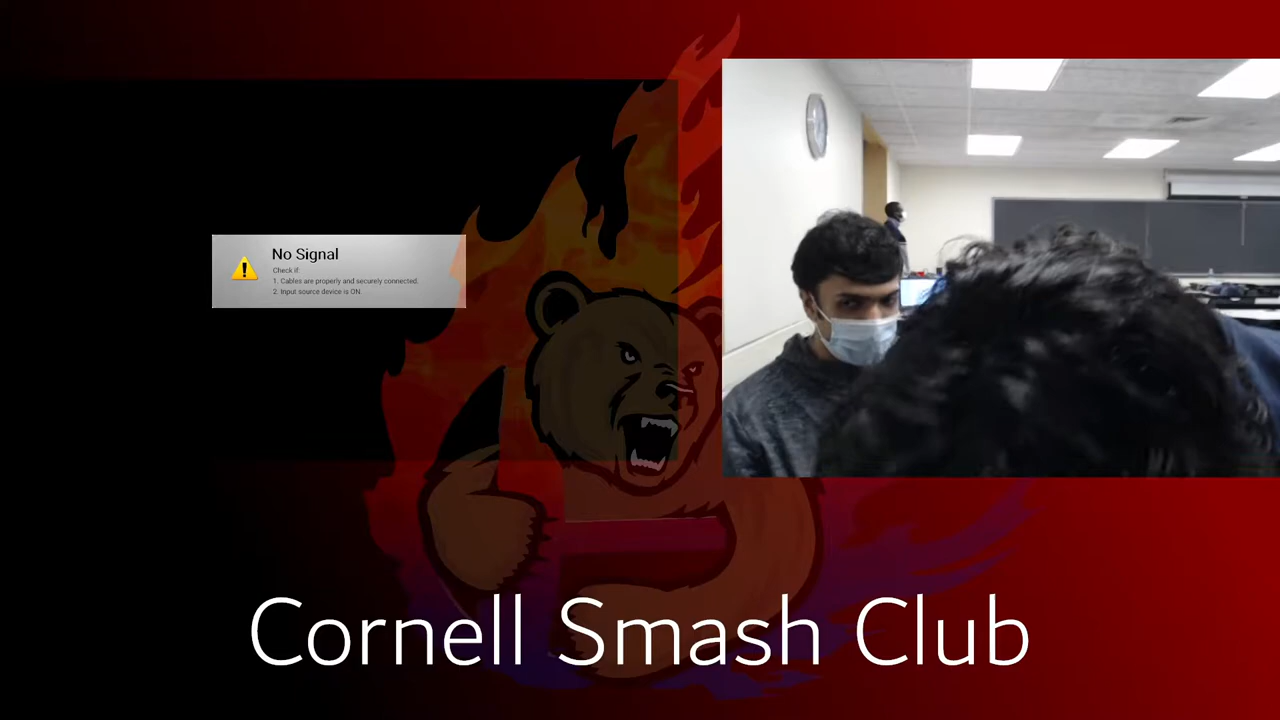 No Signal
Check if:
1. Cables are properly and securely connected.
2. Input source device is ON.
Cornell Smash Club